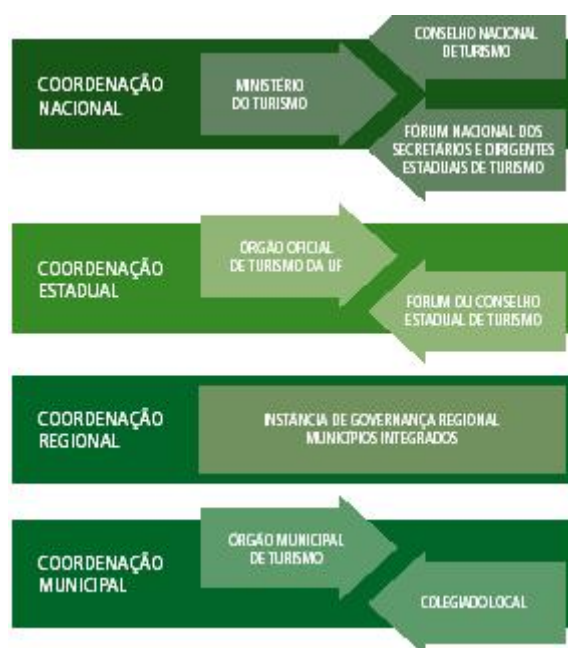 COORDENAÇÃO
NACIONAL
MINISTÉRIO
DO TURISMO
CONSELHO NACIONAL
DE TURISMO
FÓRUM NACIONAL DOS
SECRETÁRIOS E DIRIGENTES
ESTADUAIS DE TURISMO
COORDENAÇÃO
ESTADUAL
ÓRGÃO OFICIAL
DE TURISMO DA UF
FÓRUM OU CONSELHO
ESTADUAL DE TURISMO
COORDENAÇÃO
REGIONAL
INSTÂNCIA DE GOVERNANÇA REGIONAL
MUNICÍPIOS INTEGRADOS
COORDENAÇÃO
MUNICIPAL
ÓRGÃO MUNICIPAL
DE TURISMO
COLEGIADO LOCAL